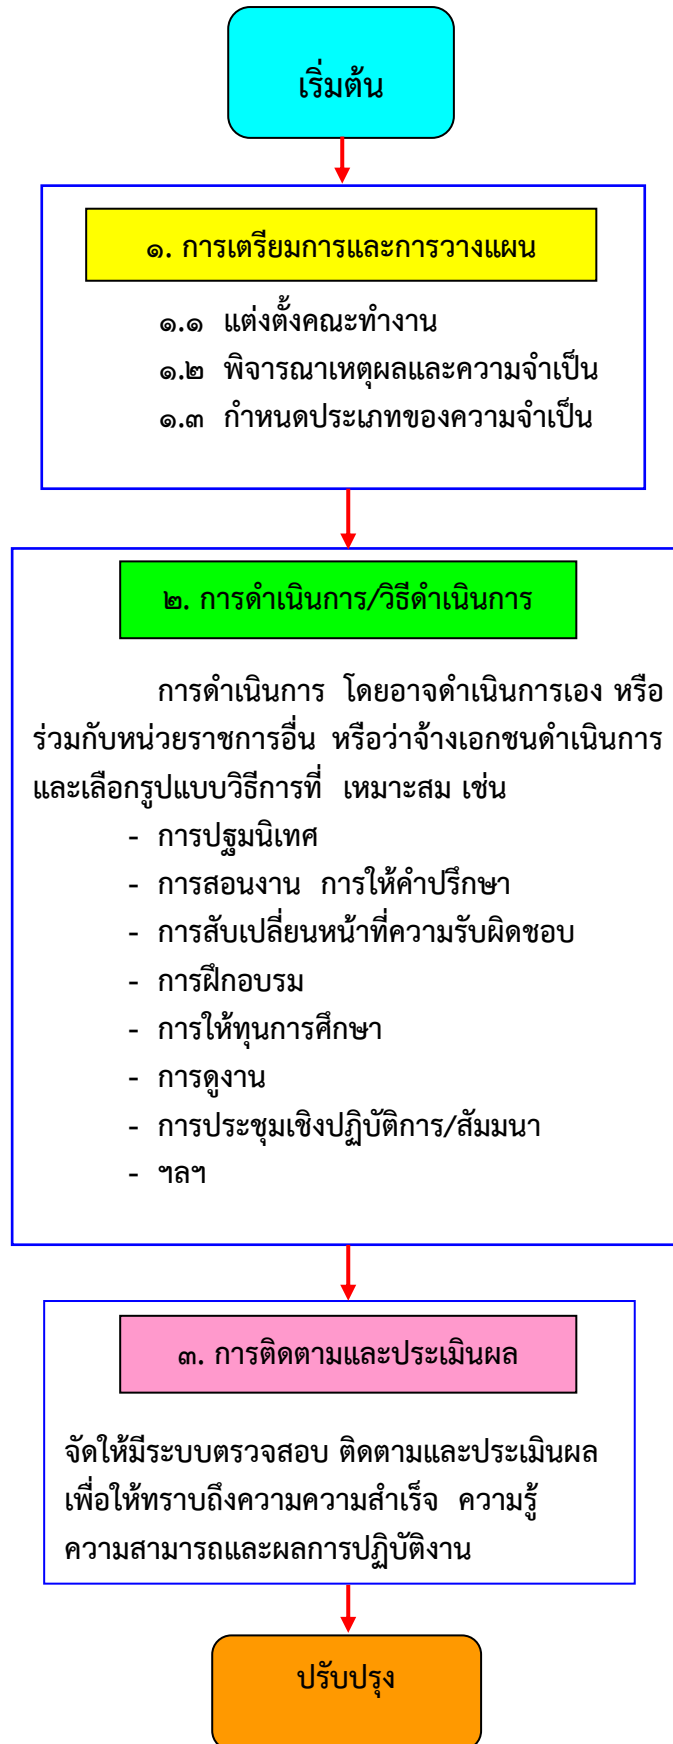 เริ่มต้น
๑. การเตรียมการและการวางแผน
๑.๑ แต่งตั้งคณะทำงาน
๑.๒ พิจารณาเหตุผลและความจำเป็น
๑.๓ กำหนดประเภทของความจำเป็น
๒. การดำเนินการ/วิธีดำเนินการ
การดำเนินการ โดยอาจดำเนินการเอง หรือ
ร่วมกับหน่วยราชการอื่น หรือว่าจ้างเอกชนดำเนินการ
และเลือกรูปแบบวิธีการที่ เหมาะสม เช่น
- การปฐมนิเทศ
- การสอนงาน การให้คำปรึกษา
- การสับเปลี่ยนหน้าที่ความรับผิดชอบ
- การฝึกอบรม
- การให้ทุนการศึกษา
- การดูงาน
- การประชุมเชิงปฏิบัติการ/สัมมนา
- ฯลฯ
๓. การติดตามและประเมินผล
จัดให้มีระบบตรวจสอบ ติดตามและประเมินผล
เพื่อให้ทราบถึงความความสำเร็จ ความรู้
ความสามารถและผลการปฏิบัติงาน
ปรับปรุง